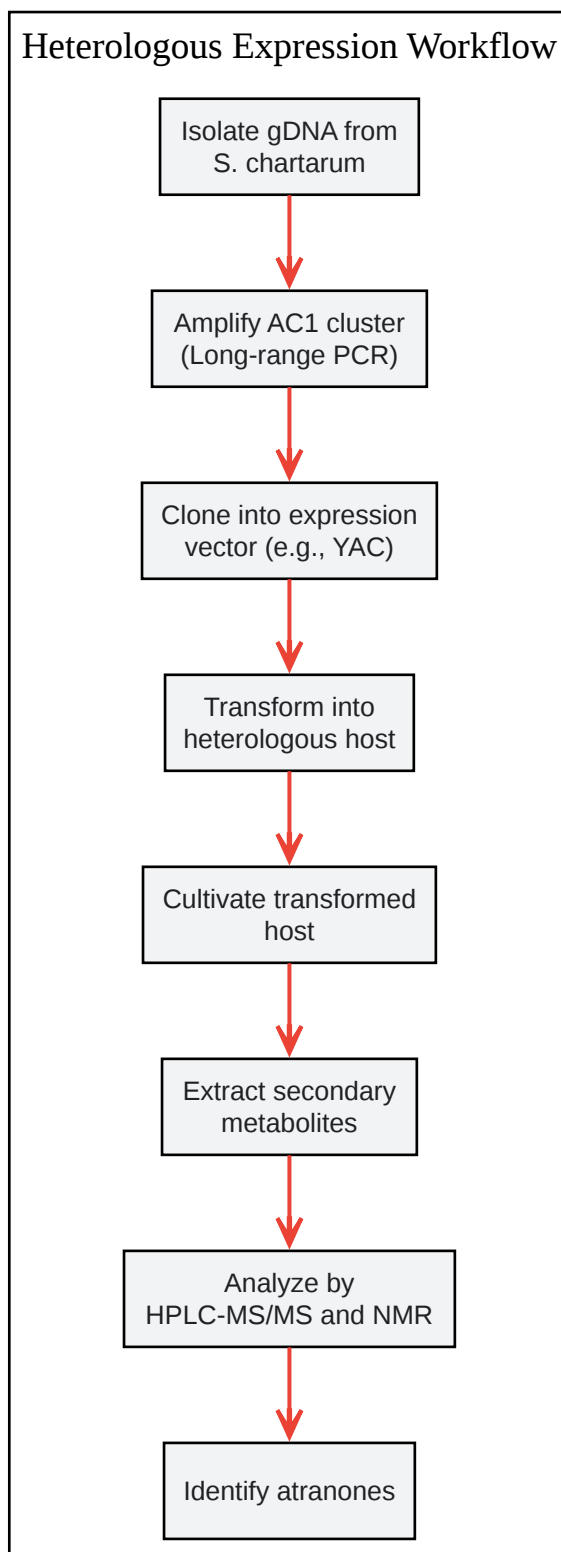 Heterologous Expression Workflow
Isolate gDNA from
S. chartarum
Amplify AC1 cluster
(Long-range PCR)
Clone into expression
vector (e.g., YAC)
Transform into
heterologous host
Cultivate transformed
host
Extract secondary
metabolites
Analyze by
HPLC-MS/MS and NMR
Identify atranones